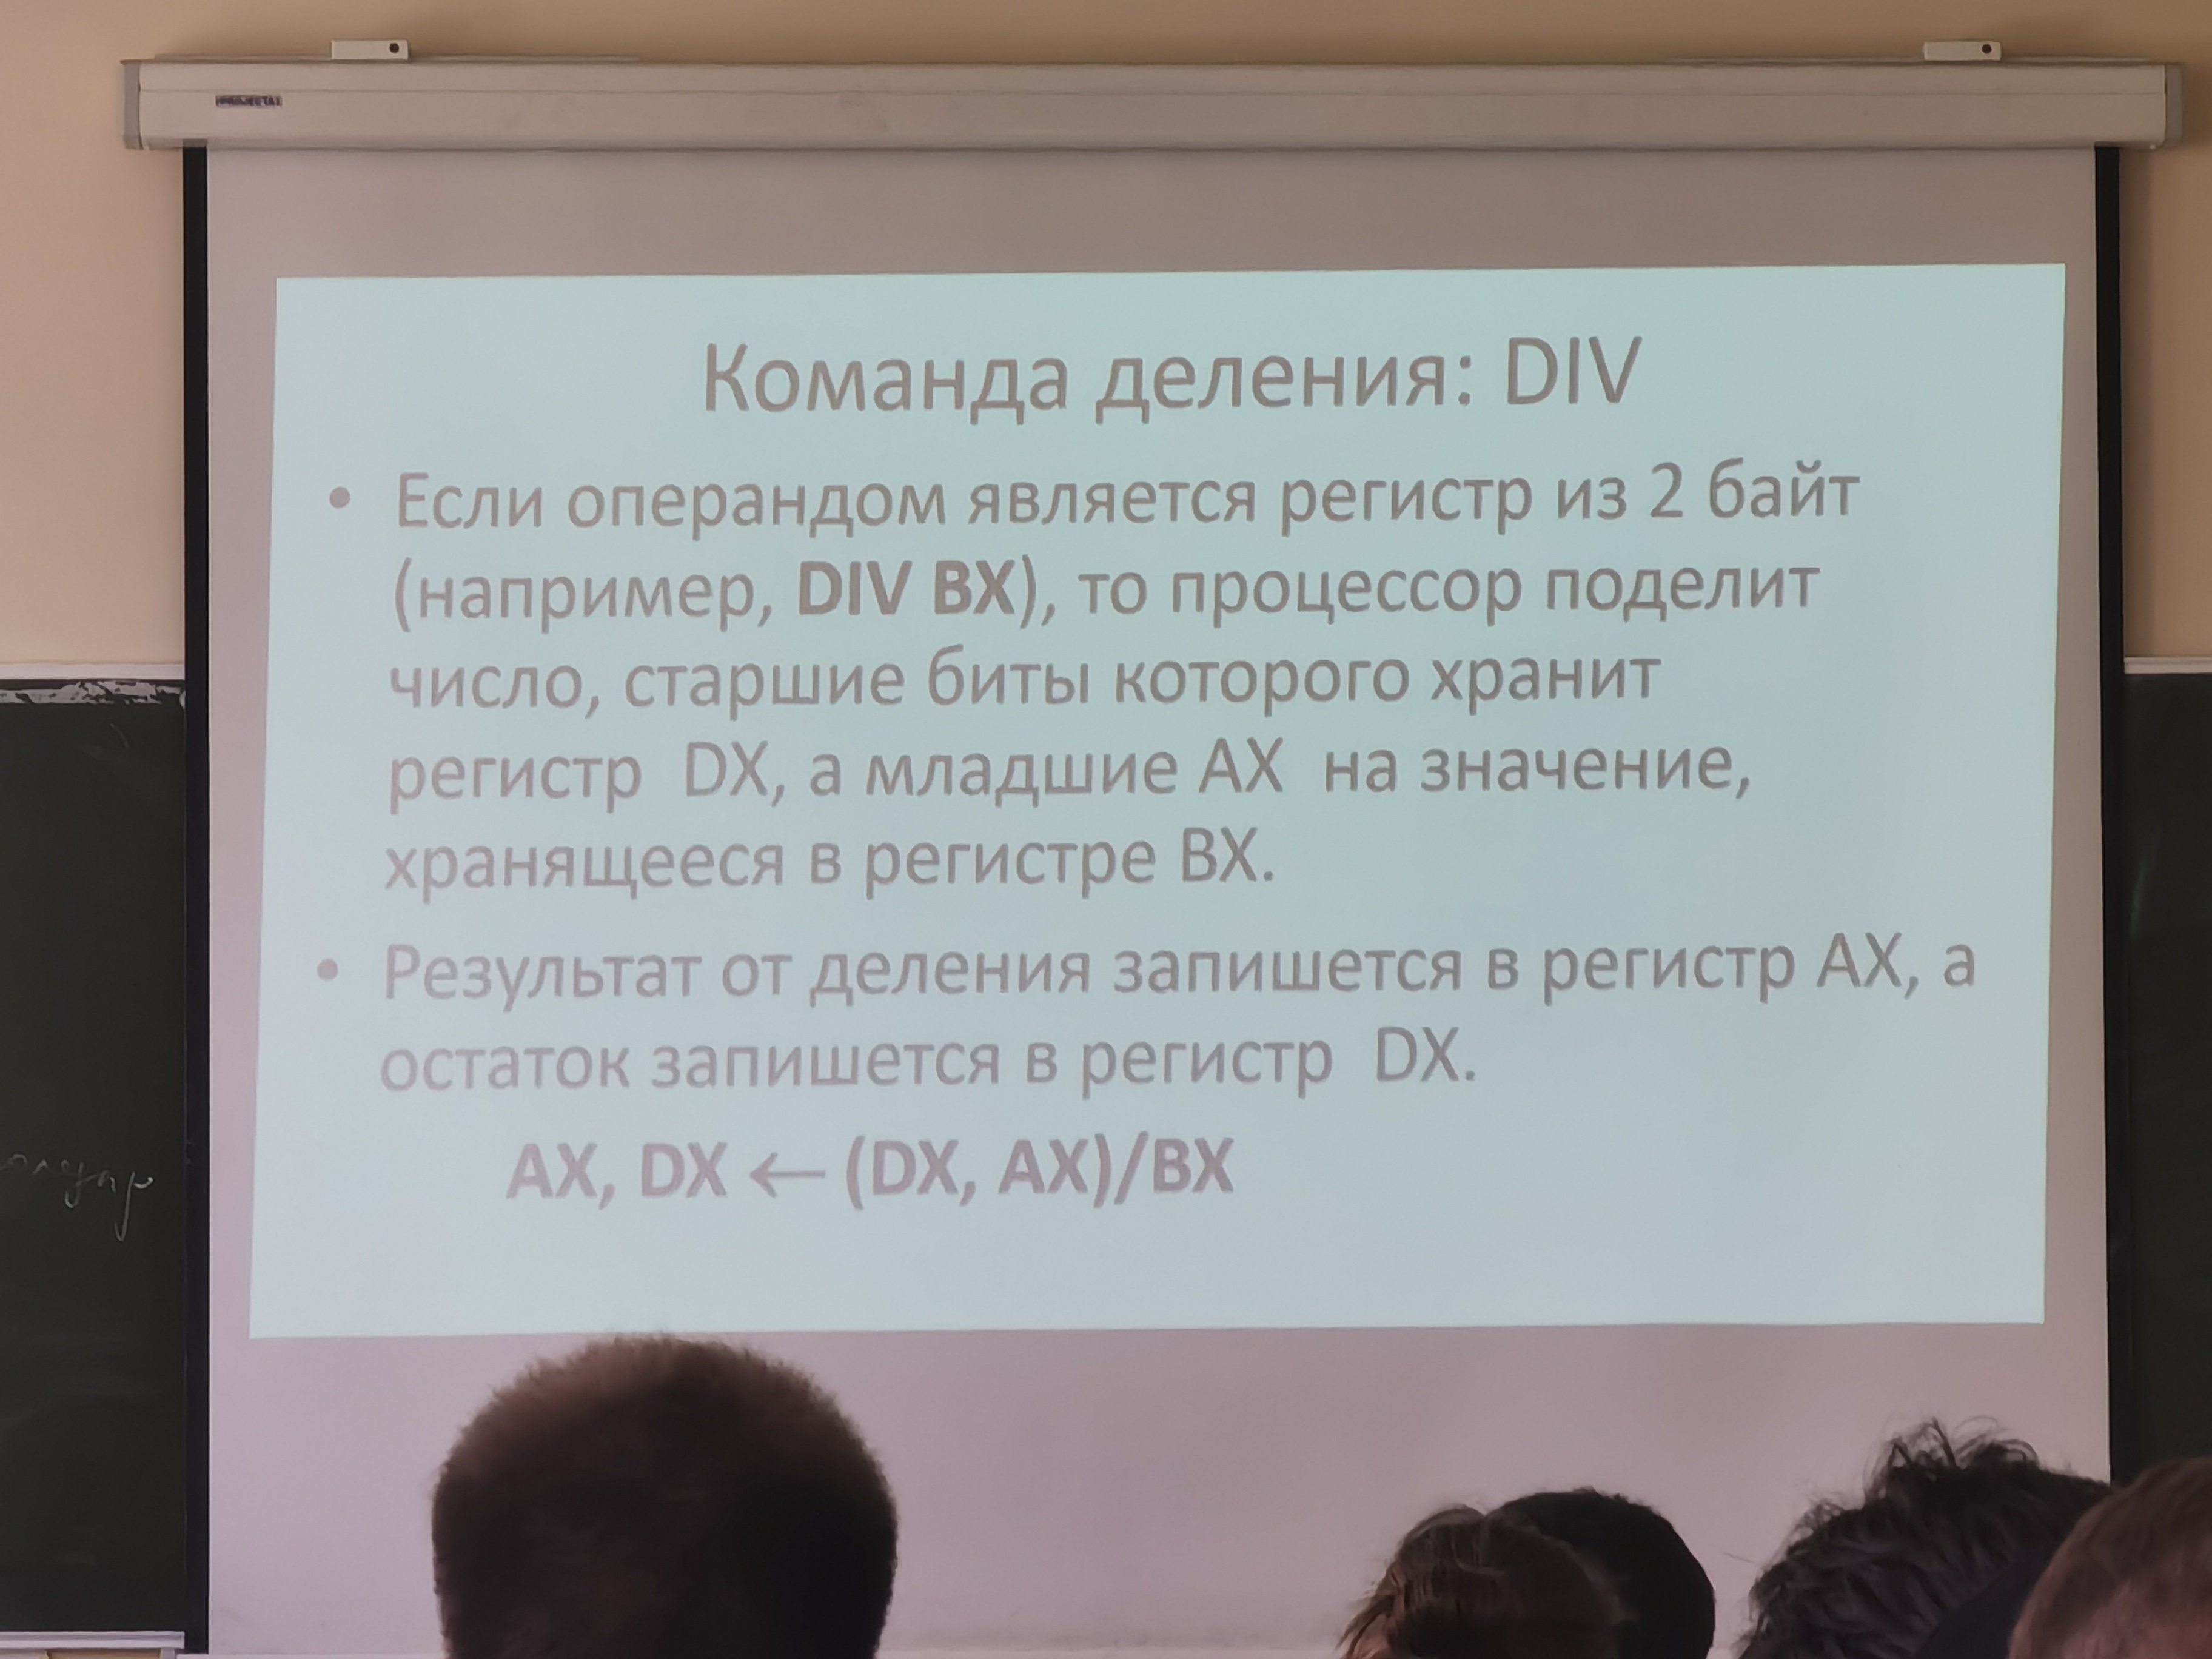 Команда деления: DIV
• Если операндом является регистр из 2 байт
(например, DIV BX), то процессор поделит
число, старшие биты которого хранит
регистр DX, а младшие AX на значение,
хранящееся в регистре BX.
• Результат от деления запишется в регистр AX, а
остаток запишется в регистр DX.
AX, DX ← (DX, AX)/BX